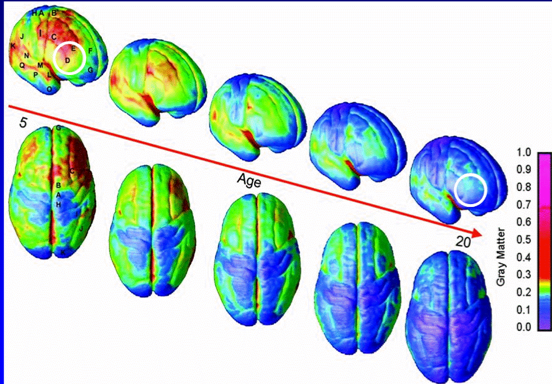 H A B
I C
J
K E F
N D
Q M
P L G
O
5
Age
20
G
C
B
A
H
J
K
Gray Matter
1.0
0.9
0.8
0.7
0.6
0.5
0.4
0.3
0.2
0.1
0.0